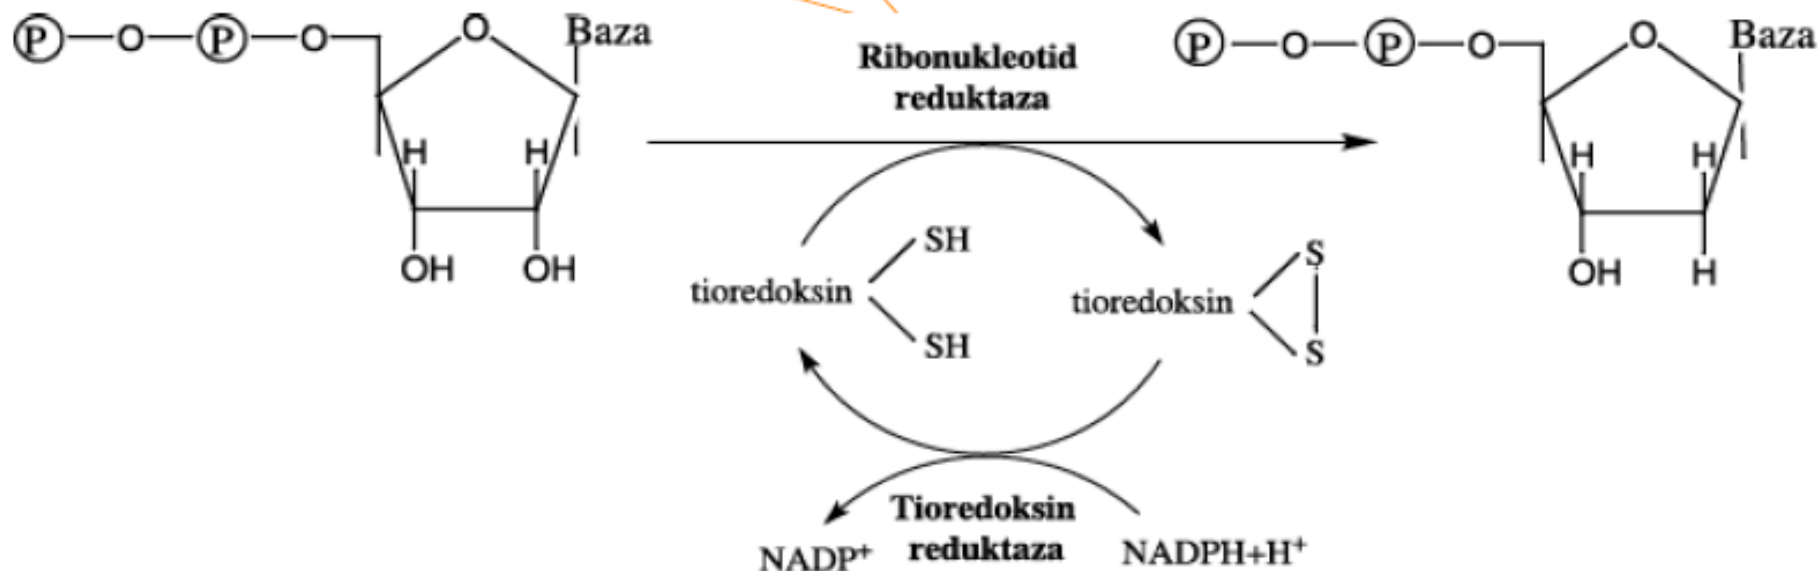 P—O—P—O O Baza
Ribonukleotid
reduktaza
P—O—P—O O Baza
H H
OH OH
H H
OH H
tioredoksin
SH
SH
tioredoksin
S
S
Tioredoksin
reduktaza
NADP+
NADPH+H+